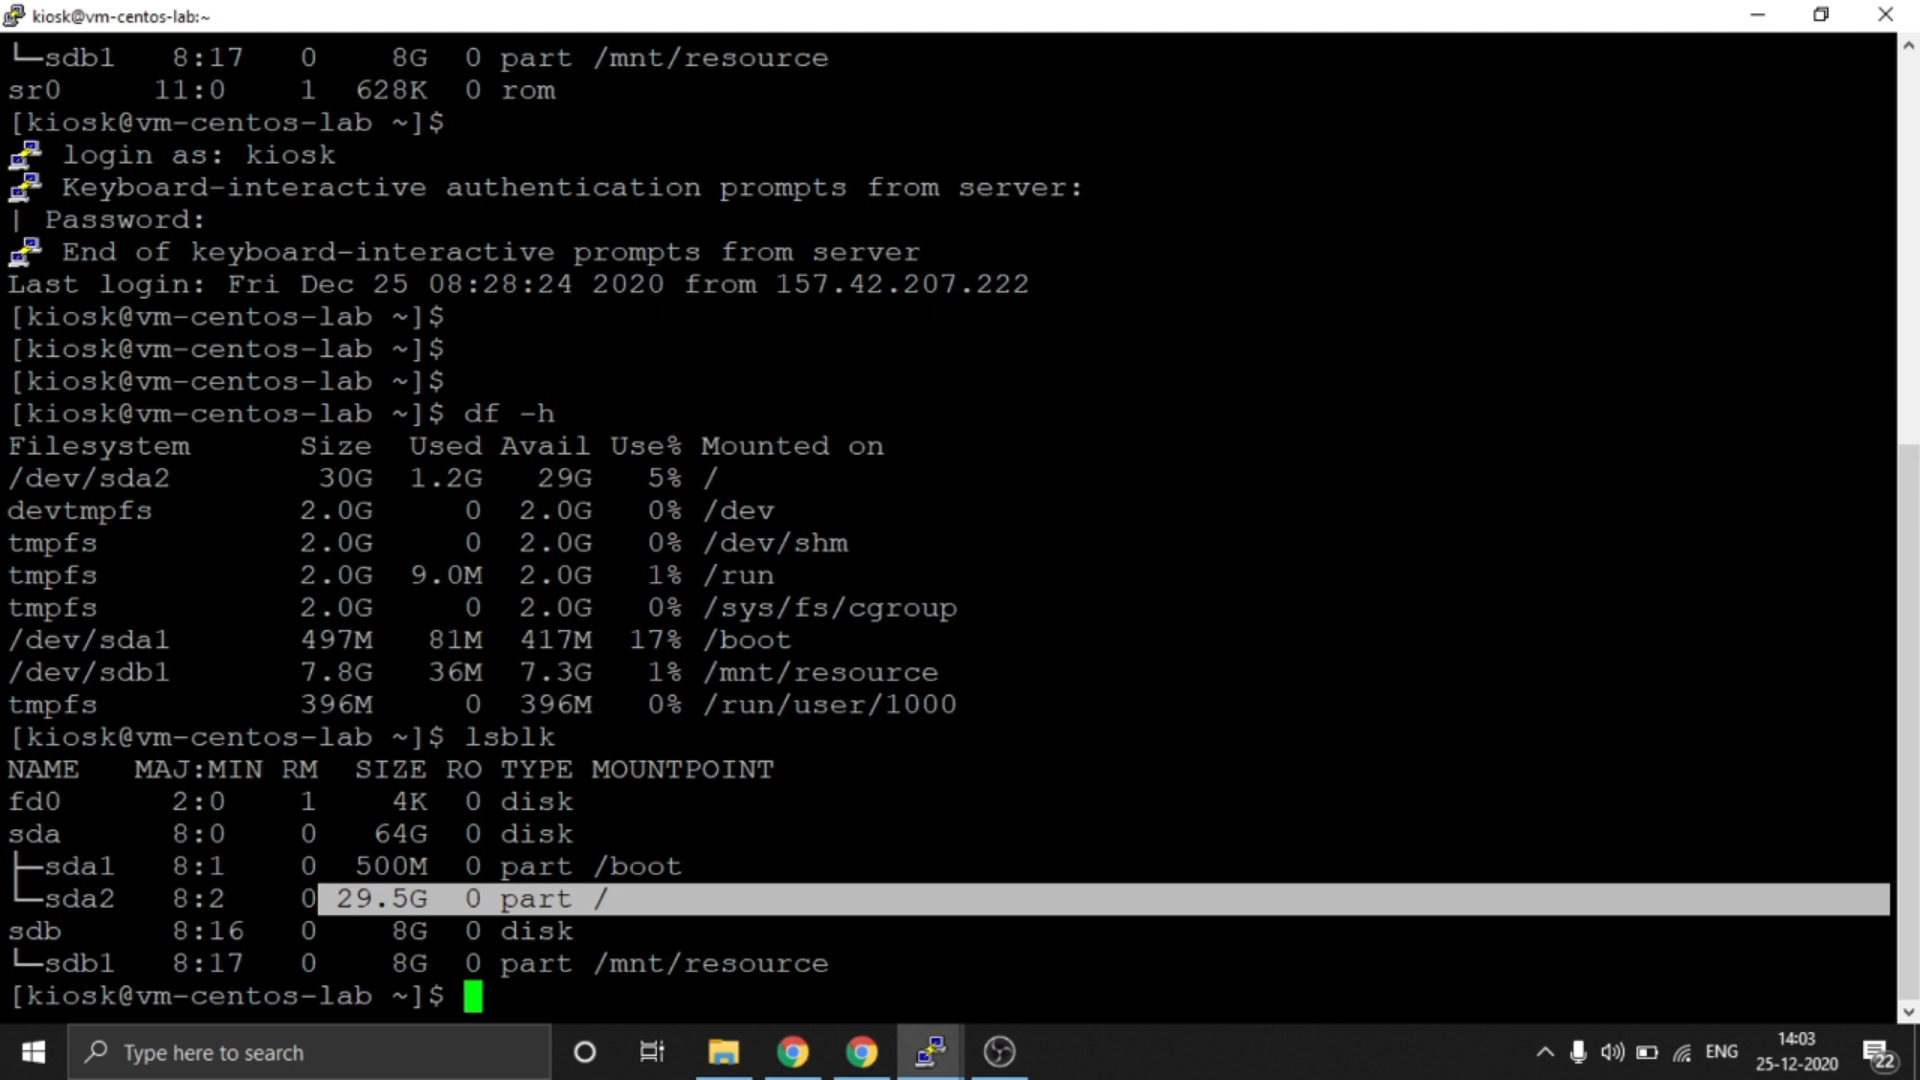 kiosk@vm-centos-lab:~
└─sdb1   8:17   0    8G  0 part /mnt/resource
sr0     11:0    1  628K  0 rom
[kiosk@vm-centos-lab ~]$
login as: kiosk
Keyboard-interactive authentication prompts from server:
| Password:
End of keyboard-interactive prompts from server
Last login: Fri Dec 25 08:28:24 2020 from 157.42.207.222
[kiosk@vm-centos-lab ~]$
[kiosk@vm-centos-lab ~]$
[kiosk@vm-centos-lab ~]$
[kiosk@vm-centos-lab ~]$ df -h
Filesystem      Size  Used Avail Use% Mounted on
/dev/sda2        30G  1.2G   29G   5% /
devtmpfs        2.0G     0  2.0G   0% /dev
tmpfs           2.0G     0  2.0G   0% /dev/shm
tmpfs           2.0G  9.0M  2.0G   1% /run
tmpfs           2.0G     0  2.0G   0% /sys/fs/cgroup
/dev/sda1       497M   81M  417M  17% /boot
/dev/sdb1       7.8G   36M  7.3G   1% /mnt/resource
tmpfs           396M     0  396M   0% /run/user/1000
[kiosk@vm-centos-lab ~]$ lsblk
NAME   MAJ:MIN RM  SIZE RO TYPE MOUNTPOINT
fd0      2:0    1    4K  0 disk
sda      8:0    0   64G  0 disk
├─sda1   8:1    0  500M  0 part /boot
└─sda2   8:2    0 29.5G  0 part /
sdb      8:16   0    8G  0 disk
└─sdb1   8:17   0    8G  0 part /mnt/resource
[kiosk@vm-centos-lab ~]$
Type here to search
ENG
14:03
25-12-2020
22